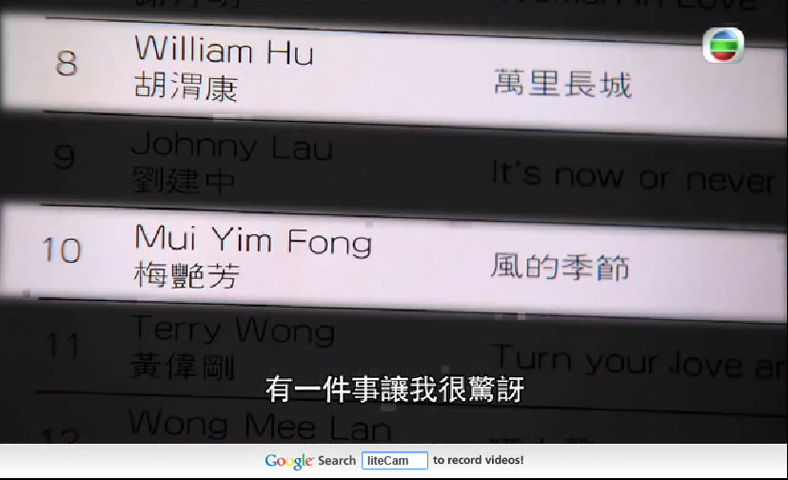 8 William Hu 萬里長城
胡渭康
9 Johnny Lau It's now or never
劉建中
10 Mui Yim Fong 風的季節
梅艷芳
11 Terry Wong Turn your love
黃偉剛
有一件事讓我很驚訝
12 Wong Mee Lan
Google Search liteCam to record videos!